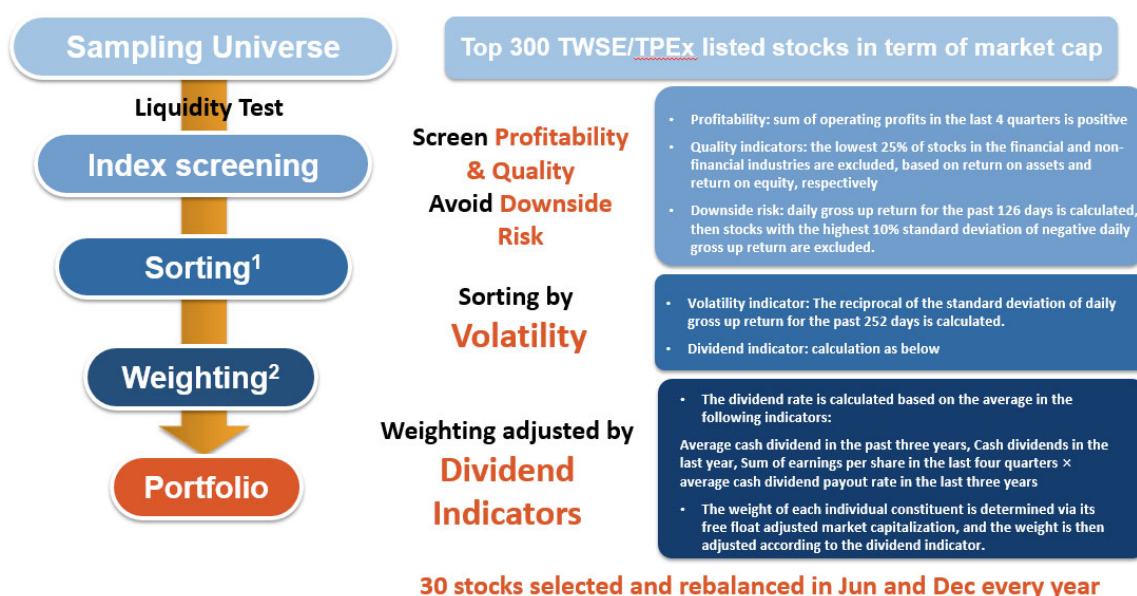 Sampling Universe
Top 300 TWSE/TPEx listed stocks in term of market cap
Liquidity Test
Index screening
Screen Profitability
& Quality
Avoid Downside
Risk
• Profitability: sum of operating profits in the last 4 quarters is positive
• Quality indicators: the lowest 25% of stocks in the financial and non-
financial industries are excluded, based on return on assets and
return on equity, respectively
• Downside risk: daily gross up return for the past 126 days is calculated,
then stocks with the highest 10% standard deviation of negative daily
gross up return are excluded.
Sorting¹
Sorting by
Volatility
• Volatility indicator: The reciprocal of the standard deviation of daily
gross up return for the past 252 days is calculated.
• Dividend indicator: calculation as below
Weighting²
Weighting adjusted by
Dividend
Indicators
• The dividend rate is calculated based on the average in the
following indicators:
Average cash dividend in the past three years, Cash dividends in the
last year, Sum of earnings per share in the last four quarters ×
average cash dividend payout rate in the last three years
• The weight of each individual constituent is determined via its
free float adjusted market capitalization, and the weight is then
adjusted according to the dividend indicator.
Portfolio
30 stocks selected and rebalanced in Jun and Dec every year